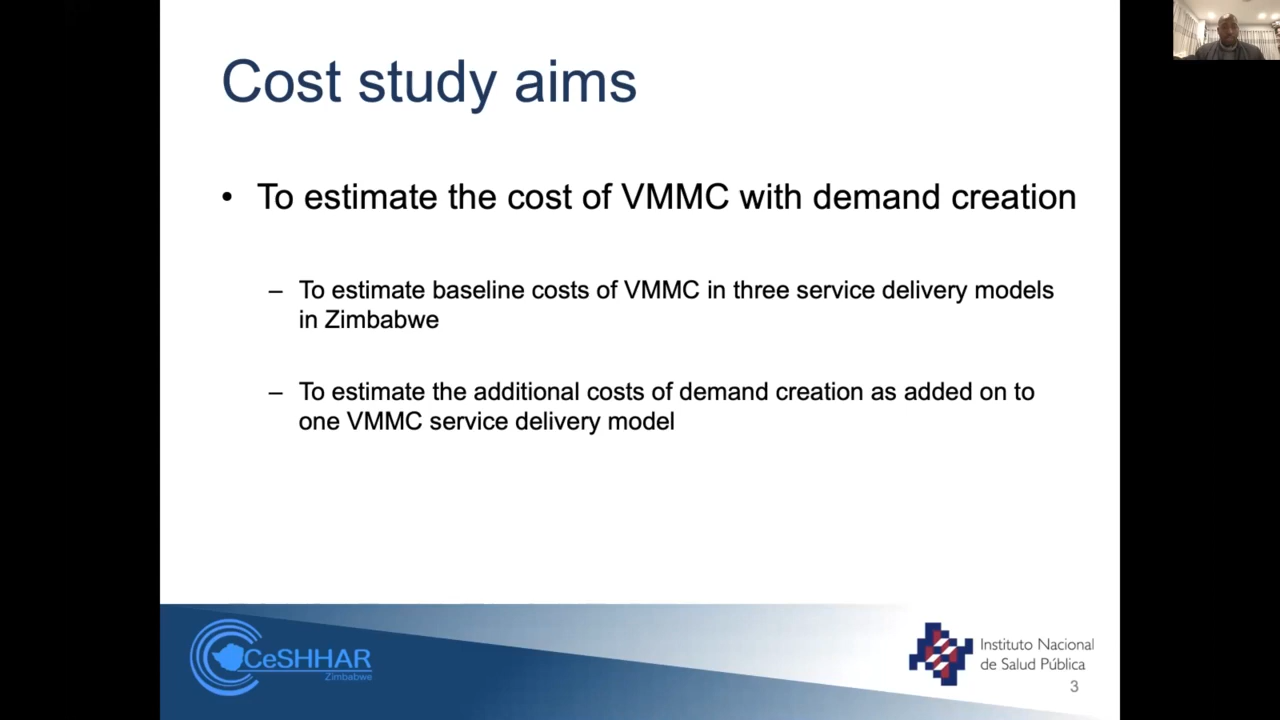 Cost study aims
• To estimate the cost of VMMC with demand creation
– To estimate baseline costs of VMMC in three service delivery models
in Zimbabwe
– To estimate the additional costs of demand creation as added on to
one VMMC service delivery model
CeSHHAR
Zimbabwe
Instituto Nacional
de Salud Pública
3